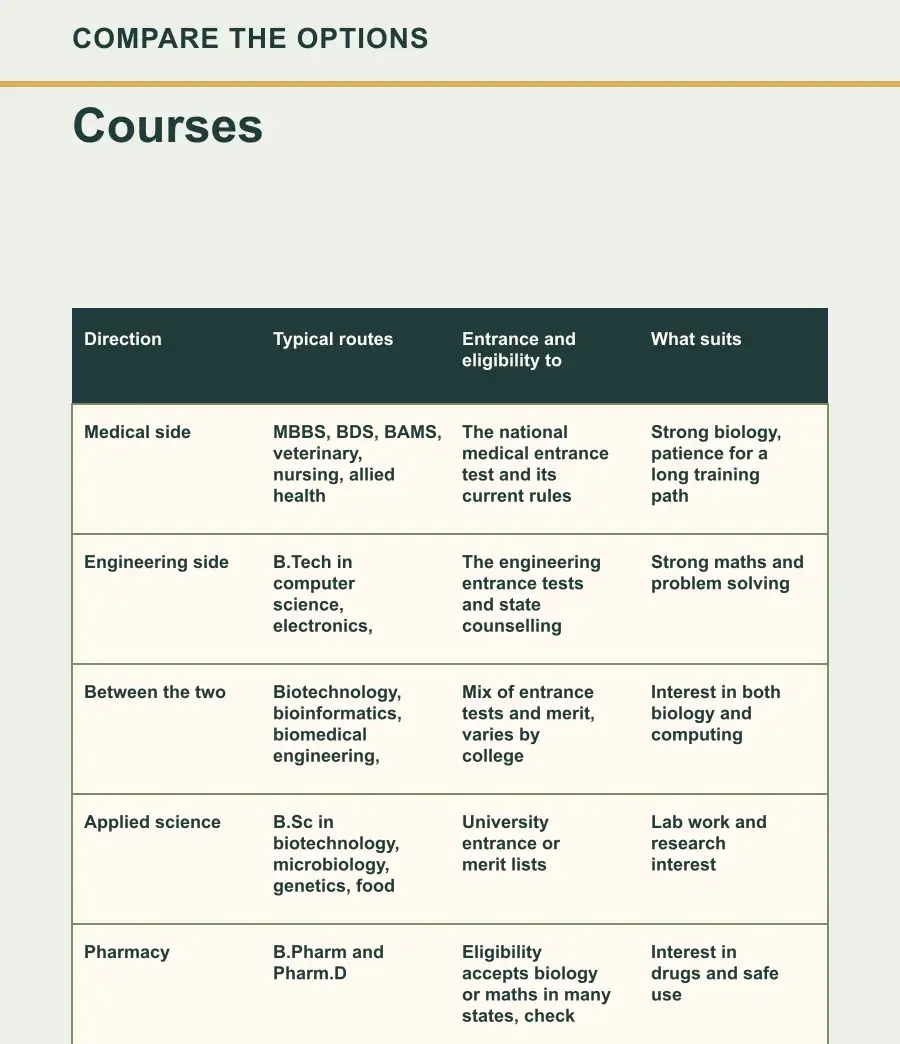 COMPARE THE OPTIONS
Courses
Direction
Typical routes
Entrance and
eligibility to
What suits
Medical side
MBBS, BDS, BAMS,
veterinary,
nursing, allied
health
The national
medical entrance
test and its
current rules
Strong biology,
patience for a
long training
path
Engineering side
B.Tech in
computer
science,
electronics,
The engineering
entrance tests
and state
counselling
Strong maths and
problem solving
Between the two
Biotechnology,
bioinformatics,
biomedical
engineering,
Mix of entrance
tests and merit,
varies by
college
Interest in both
biology and
computing
Applied science
B.Sc in
biotechnology,
microbiology,
genetics, food
University
entrance or
merit lists
Lab work and
research
interest
Pharmacy
B.Pharm and
Pharm.D
Eligibility
accepts biology
or maths in many
states, check
Interest in
drugs and safe
use